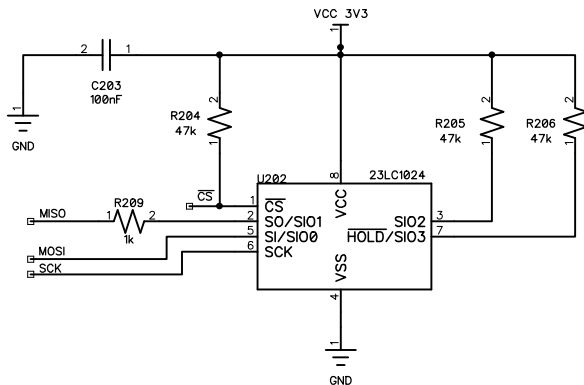 VCC 3V3
1
2
1
C203
100nF
1
GND
2
R204
47k
1
2
R205
47k
1
2
R206
47k
1
U202
23LC1024
8
VCC
CS
1
CS
MISO
R209
1
2
1k
2
SO/SIO1
SIO2
3
MOSI
5
SI/SIO0
HOLD/SIO3
7
SCK
6
SCK
VSS
4
1
GND